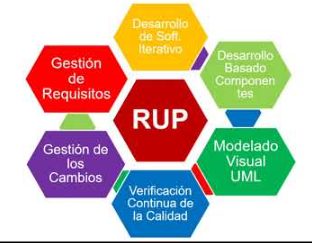 Desarrollo
de Soft.
Iterativo
Desarrollo
Basado
Componen
tes
Gestión
de
Requisitos
RUP
Modelado
Visual
UML
Gestión de
los
Cambios
Verificación
Continua de
la Calidad